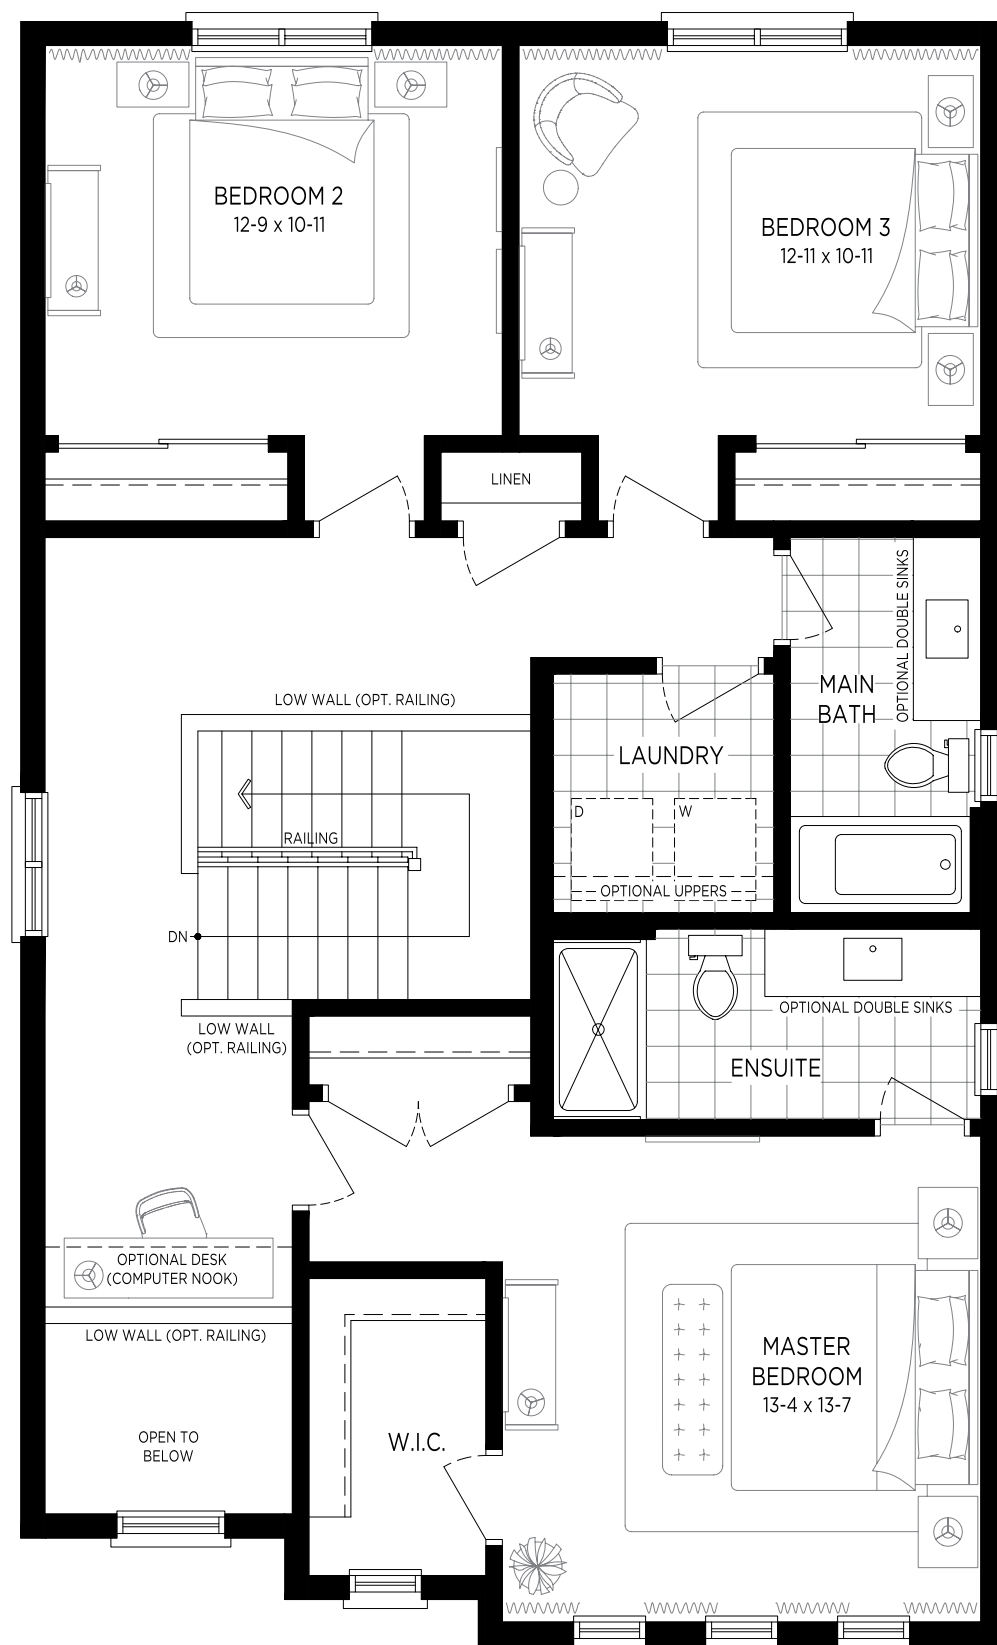 BEDROOM 2
12-9 x 10-11
BEDROOM 3
12-11 x 10-11
LINEN
OPTIONAL DOUBLE SINKS
MAIN
BATH
LOW WALL (OPT. RAILING)
LAUNDRY
D
W
RAILING
OPTIONAL UPPERS
DN
OPTIONAL DOUBLE SINKS
LOW WALL
(OPT. RAILING)
ENSUITE
OPTIONAL DESK
(COMPUTER NOOK)
LOW WALL (OPT. RAILING)
MASTER
BEDROOM
13-4 x 13-7
OPEN TO
BELOW
W.I.C.